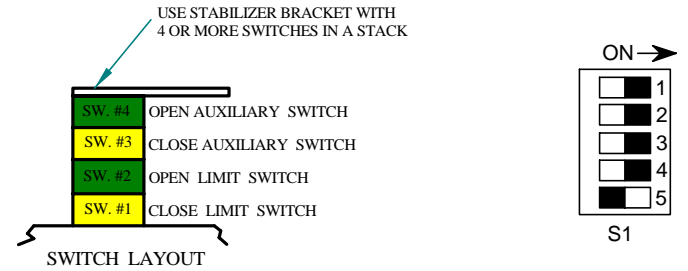 USE STABILIZER BRACKET WITH
4 OR MORE SWITCHES IN A STACK
SW. #4 OPEN AUXILIARY SWITCH
SW. #3 CLOSE AUXILIARY SWITCH
SW. #2 OPEN LIMIT SWITCH
SW. #1 CLOSE LIMIT SWITCH
SWITCH LAYOUT
ON
1
2
3
4
5
S1